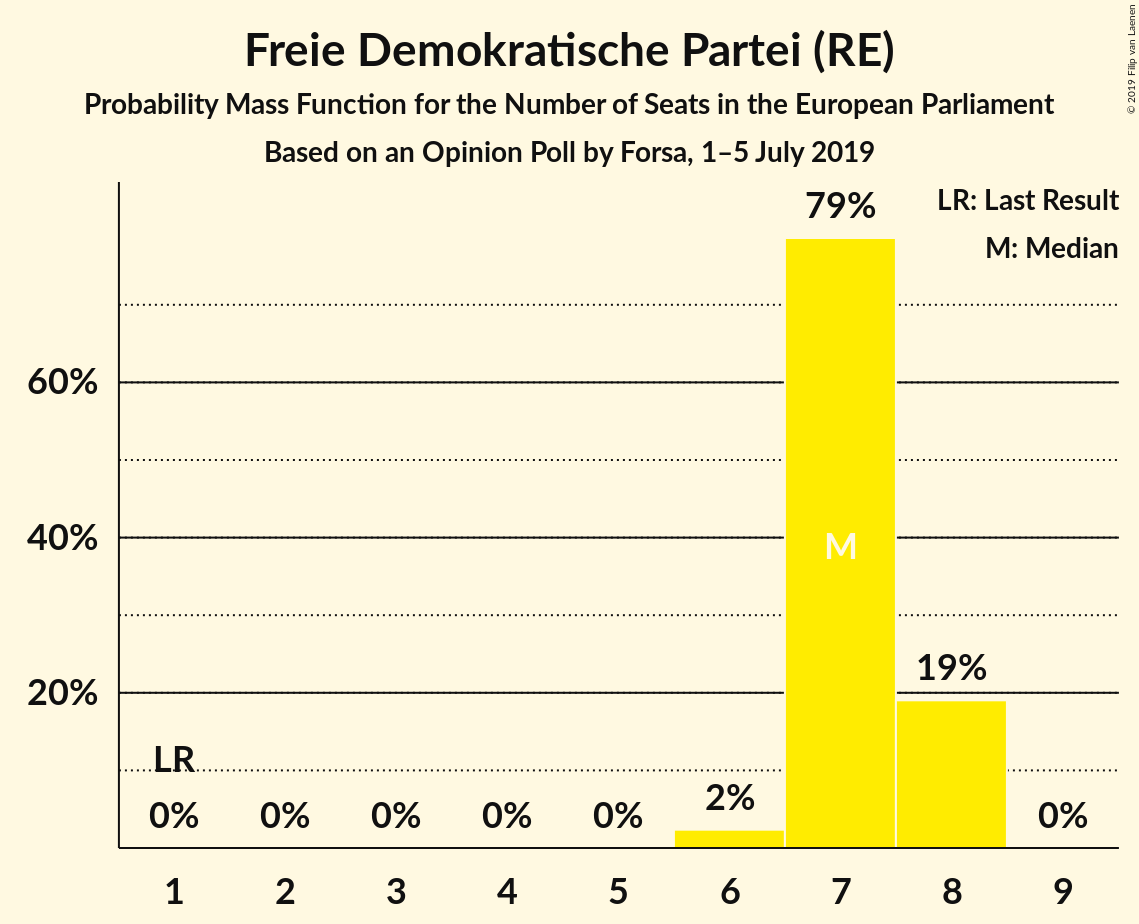 Freie Demokratische Partei (RE)
Probability Mass Function for the Number of Seats in the European Parliament
Based on an Opinion Poll by Forsa, 1–5 July 2019
© 2019 Filip van Laenen
LR: Last Result
M: Median
79%
60%
40%
M
20%
19%
LR
0%
0%
0%
0%
0%
2%
0%
1
2
3
4
5
6
7
8
9